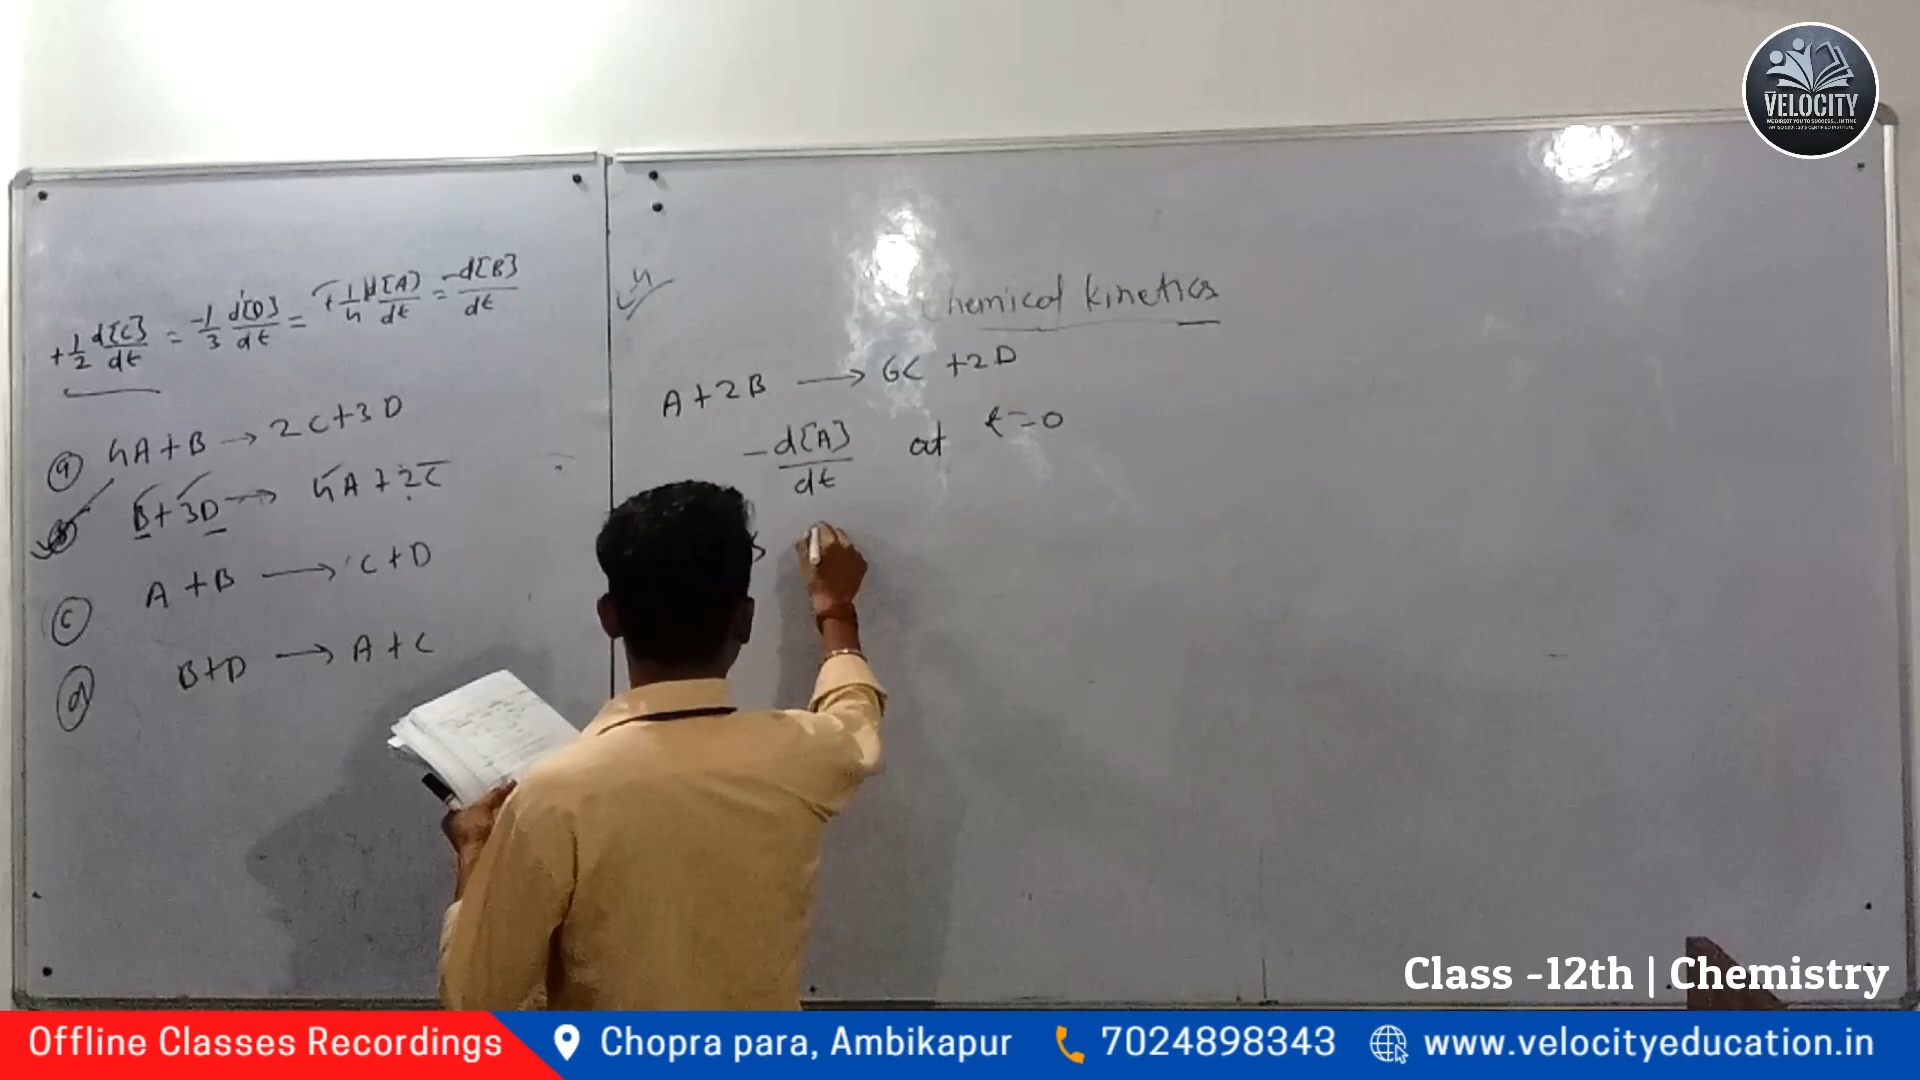 +1/2 d[C]/dt = -1/3 d[D]/dt = +1/4 d[A]/dt = -d[B]/dt
(a) 4A+B → 2C+3D
(b) B+3D → 4A+2C
(c) A+B → C+D
(d) B+D → A+C
4
Chemical kinetics
A+2B → 6C+2D
-d[A]/dt at t=0
VELOCITY
Class -12th | Chemistry
Offline Classes Recordings
Chopra para, Ambikapur
7024898343
www.velocityeducation.in